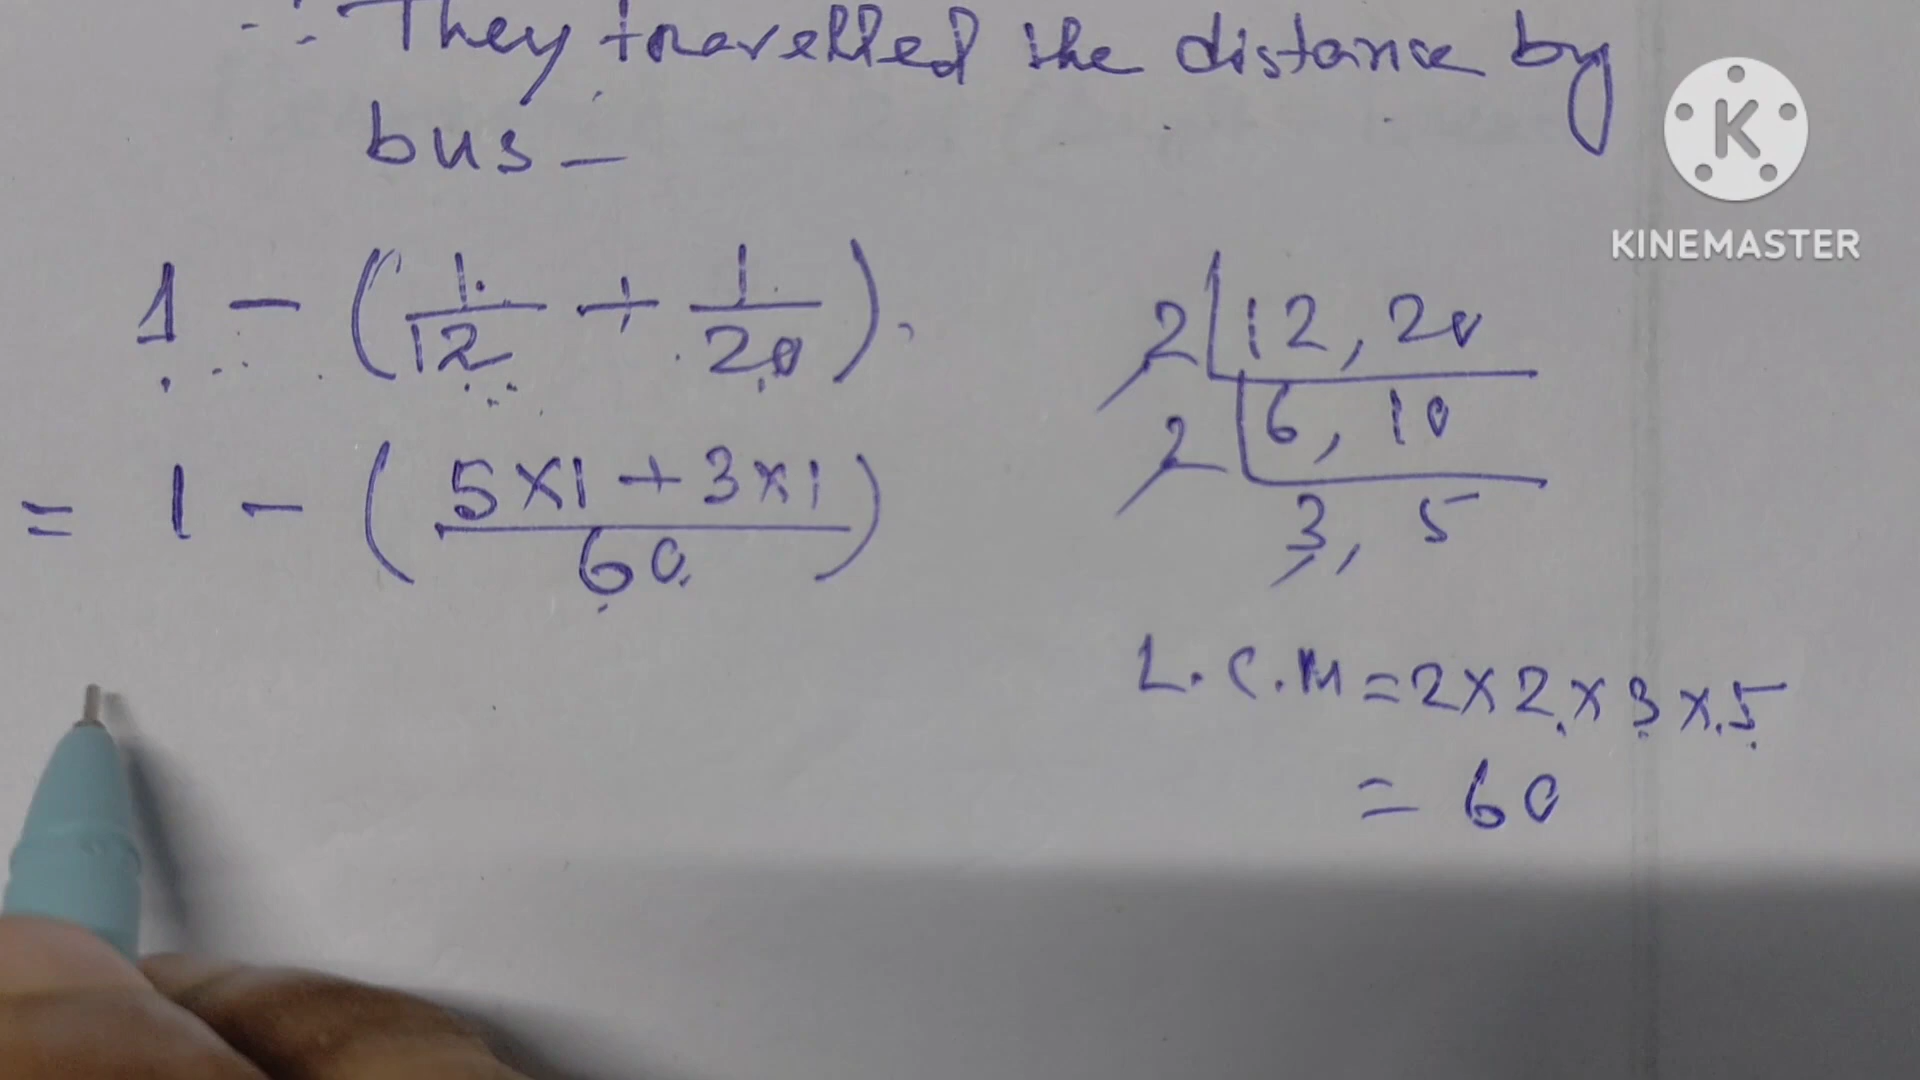 ∴ They travelled the distance by
bus –
1 – (1/12 + 1/20)
= 1 – (5×1 + 3×1 / 60)
2 | 12, 20
2 | 6, 10
3, 5
L.C.M = 2×2×3×5
= 60
K
KINEMASTER